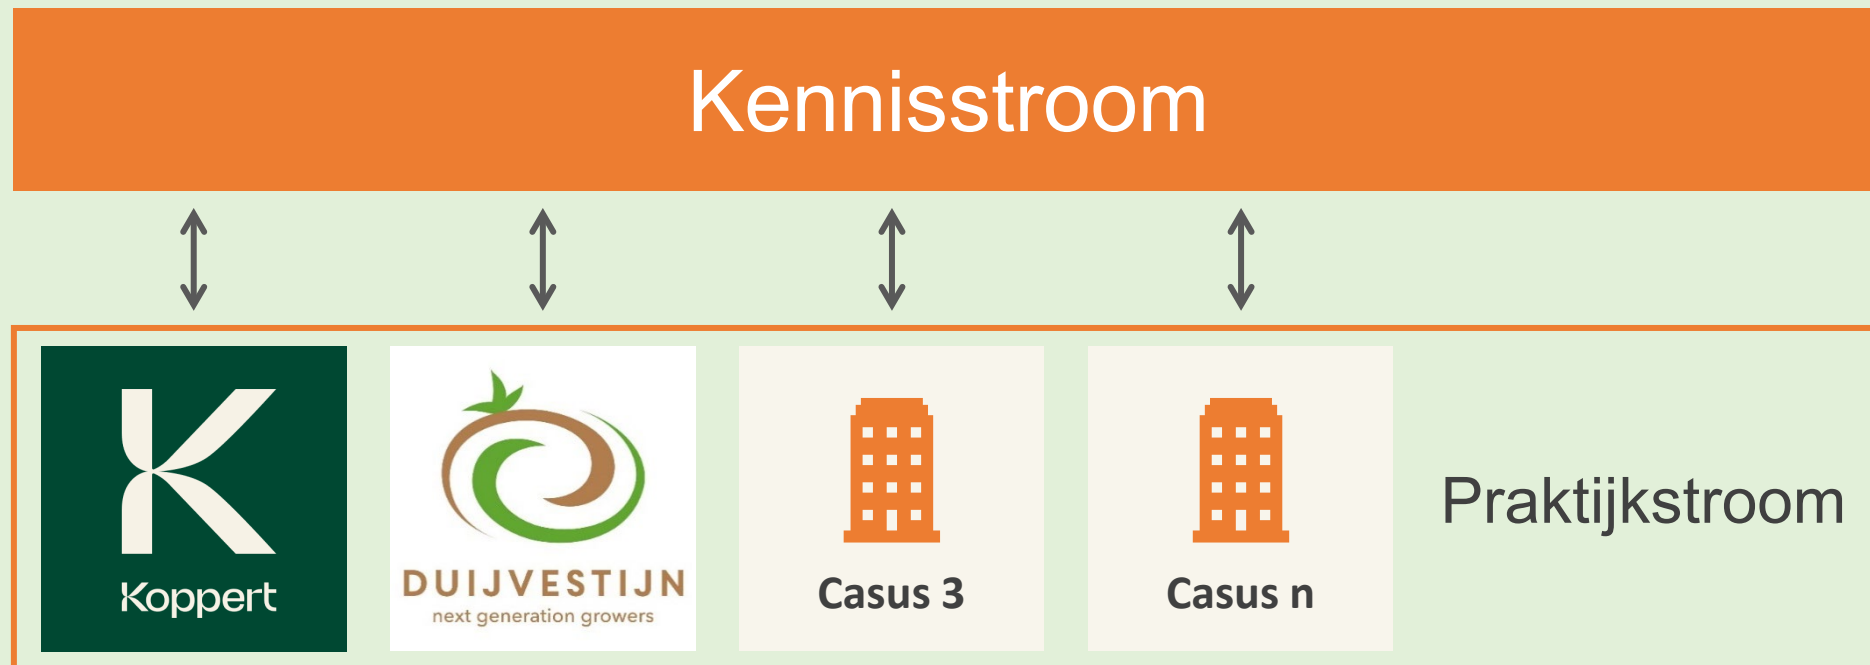 Kennisstroom
Koppert
DUIJVESTIJN
next generation growers
Casus 3
Casus n
Praktijkstroom